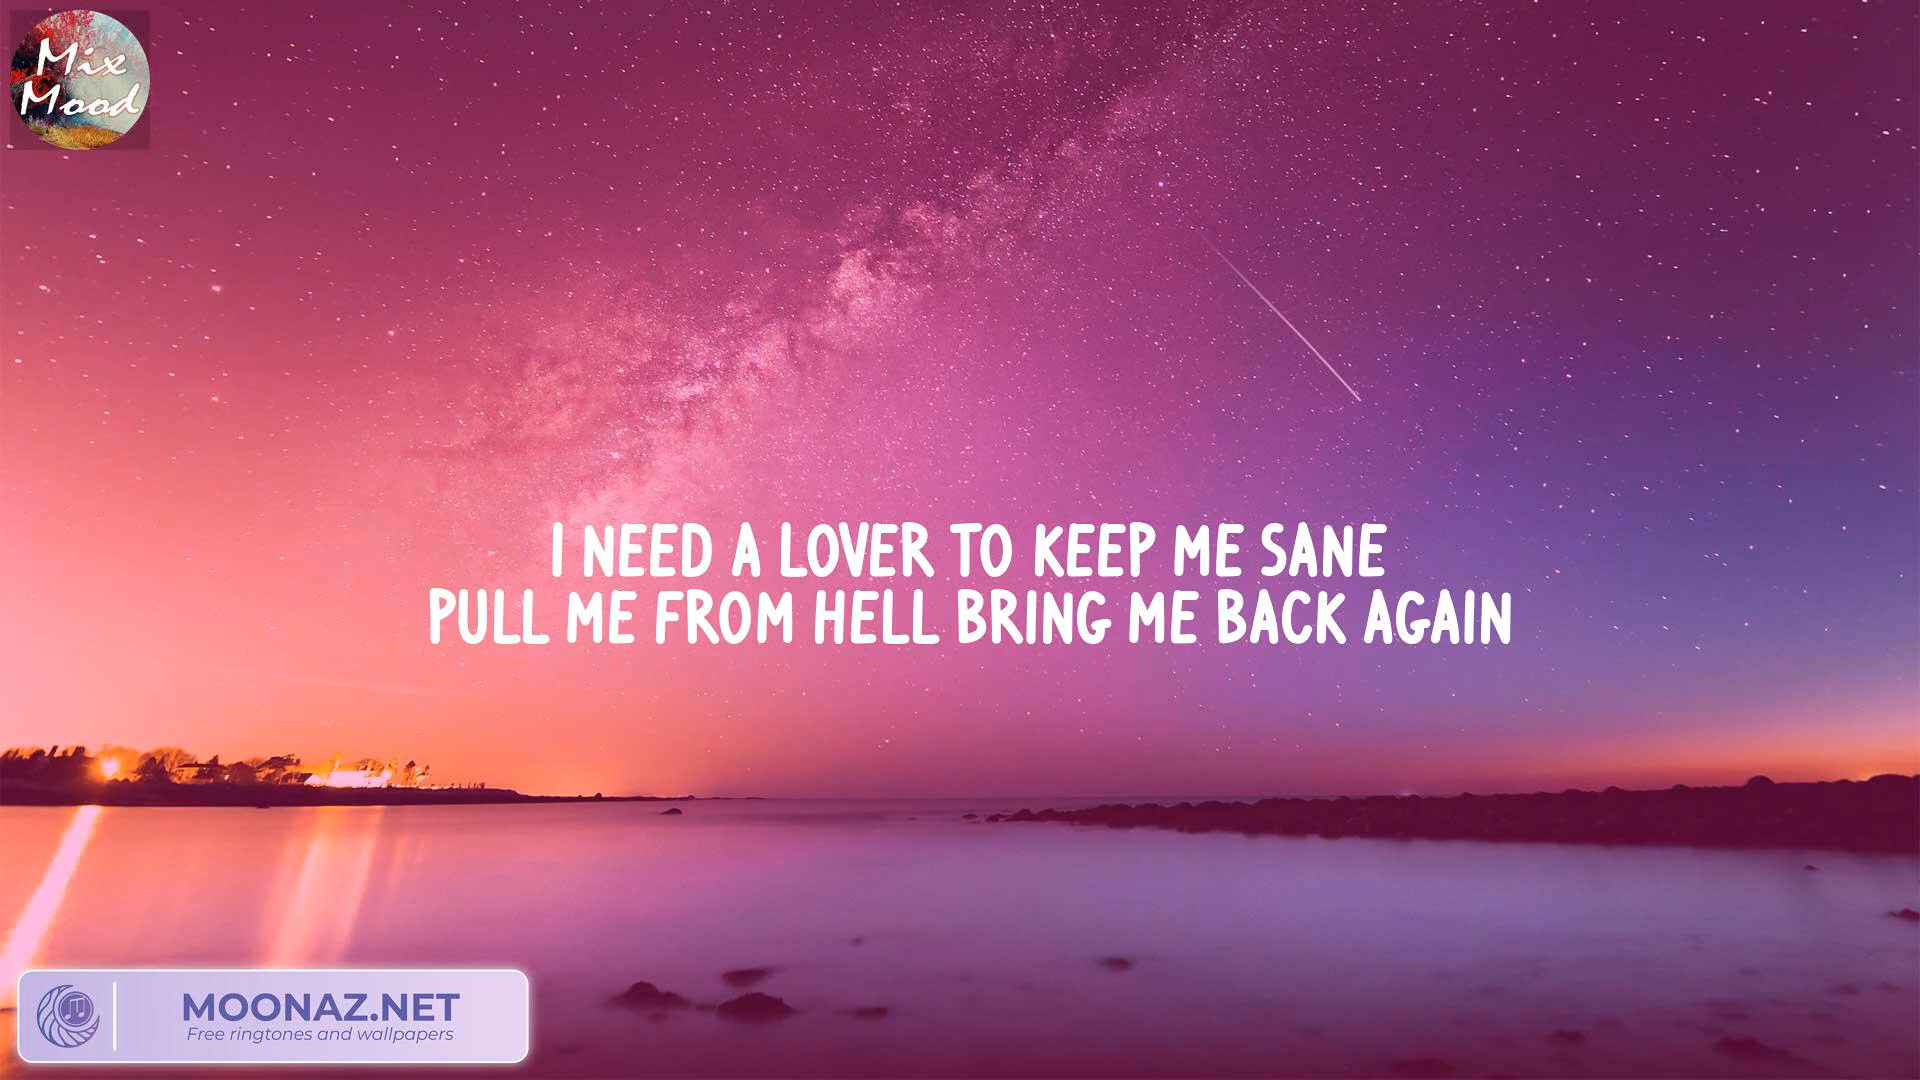 Mix
Mood
I NEED A LOVER TO KEEP ME SANE
PULL ME FROM HELL BRING ME BACK AGAIN
MOONAZ.NET
Free ringtones and wallpapers